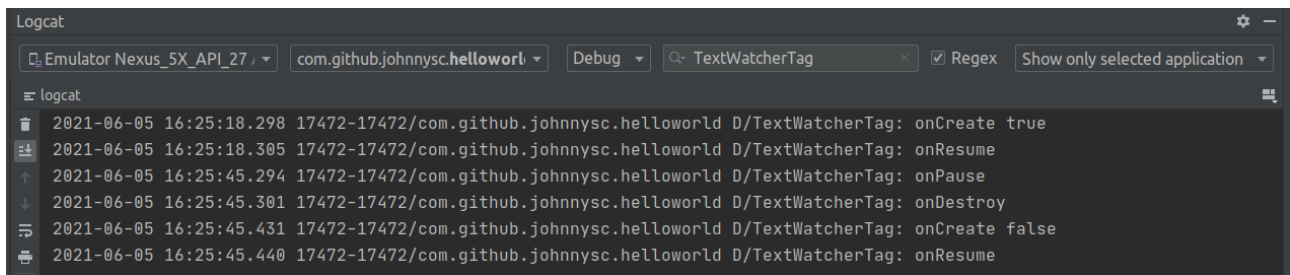 Logcat
Emulator Nexus_5X_API_27 com.github.johnnysc.helloworl Debug TextWatcherTag Regex Show only selected application
logcat
2021-06-05 16:25:18.298 17472-17472/com.github.johnnysc.helloworld D/TextWatcherTag: onCreate true
2021-06-05 16:25:18.305 17472-17472/com.github.johnnysc.helloworld D/TextWatcherTag: onResume
2021-06-05 16:25:45.294 17472-17472/com.github.johnnysc.helloworld D/TextWatcherTag: onPause
2021-06-05 16:25:45.301 17472-17472/com.github.johnnysc.helloworld D/TextWatcherTag: onDestroy
2021-06-05 16:25:45.431 17472-17472/com.github.johnnysc.helloworld D/TextWatcherTag: onCreate false
2021-06-05 16:25:45.440 17472-17472/com.github.johnnysc.helloworld D/TextWatcherTag: onResume